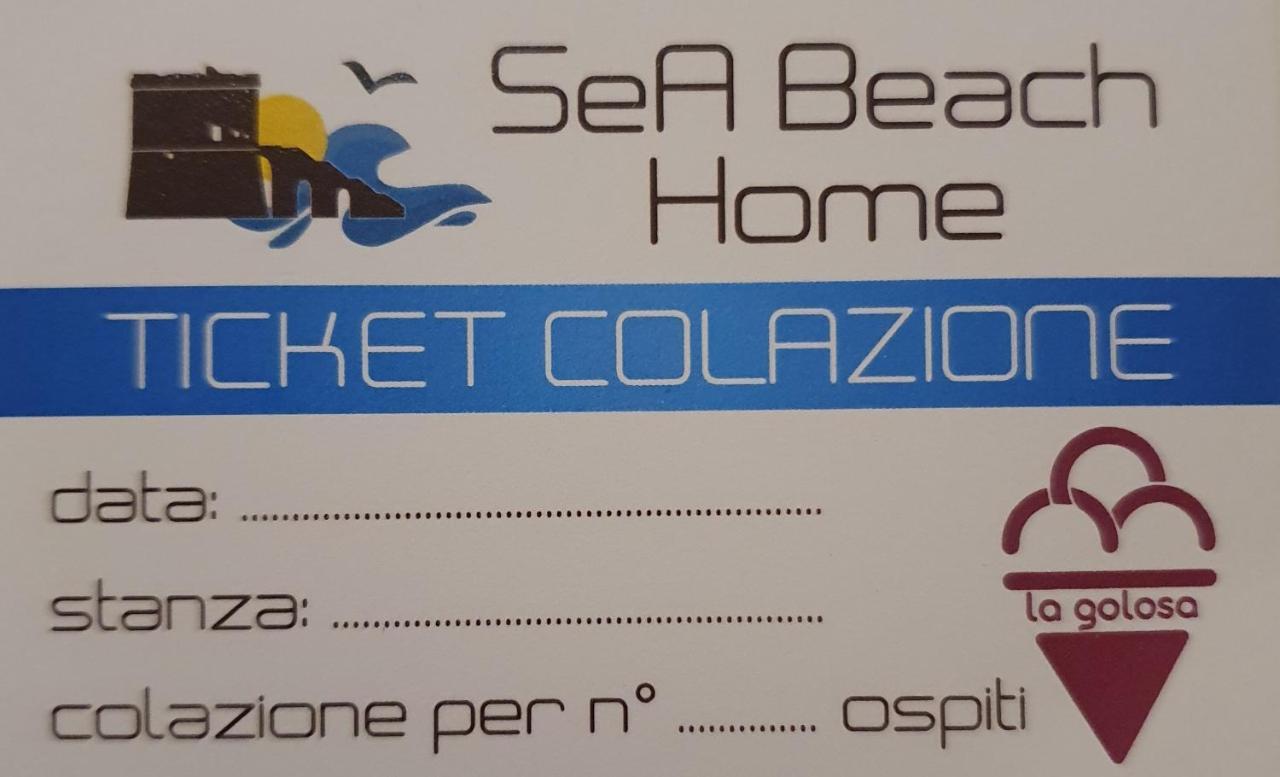 SeA Beach
Home
TICKET COLAZIONE
data: ........................................................
stanza: ................................................
colazione per n° .............. ospiti
la golosa